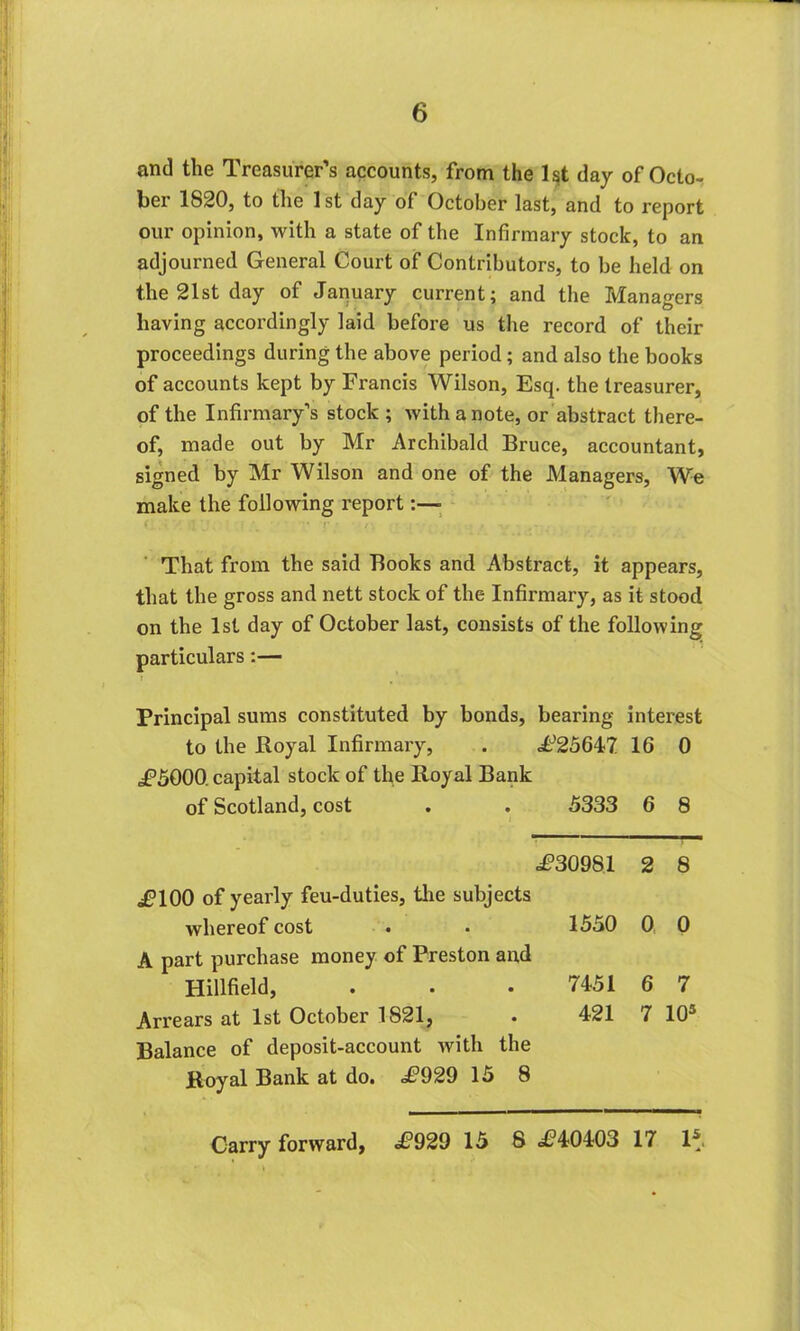 6
and the Treasurer's accounts, from the 1st day of Octo-
ber 1820, to the 1st day of October last, and to report
our opinion, with a state of the Infirmary stock, to an
adjourned General Court of Contributors, to be held on
the 21st day of January current; and the Managers
having accordingly laid before us the record of their
proceedings during the above period; and also the books
of accounts kept by Francis Wilson, Esq. the treasurer,
of the Infirmary's stock; with a note, or abstract there-
of, made out by Mr Archibald Bruce, accountant,
signed by Mr Wilson and one of the Managers, We
make the following report:—
That from the said Books and Abstract, it appears,
that the gross and nett stock of the Infirmary, as it stood
on the 1st day of October last, consists of the following
particulars:—
Principal sums constituted by bonds, bearing interest
to the Royal Infirmary, . £25647 16 0
£5000 capital stock of the Royal Bank
of Scotland, cost . . 5333 6 8
£30981 2 8
£100 of yearly feu-duties, the subjects
whereof cost . . 1550 0 0
A part purchase money of Preston and
Hillfield, . . . 7451 6 7
Arrears at 1st October 1821, . 421 7 10⁵
Balance of deposit-account with the
Royal Bank at do. £929 15 8
Carry forward, £929 15 8 £40403 17 1⁵